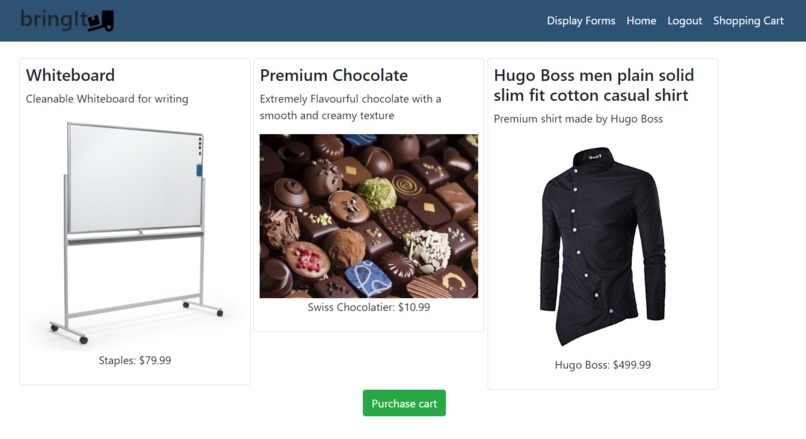 bringIt
Display Forms Home Logout Shopping Cart
Whiteboard
Cleanable Whiteboard for writing
Staples: $79.99
Premium Chocolate
Extremely Flavourful chocolate with a
smooth and creamy texture
Swiss Chocolatier: $10.99
Hugo Boss men plain solid
slim fit cotton casual shirt
Premium shirt made by Hugo Boss
Hugo Boss: $499.99
Purchase cart